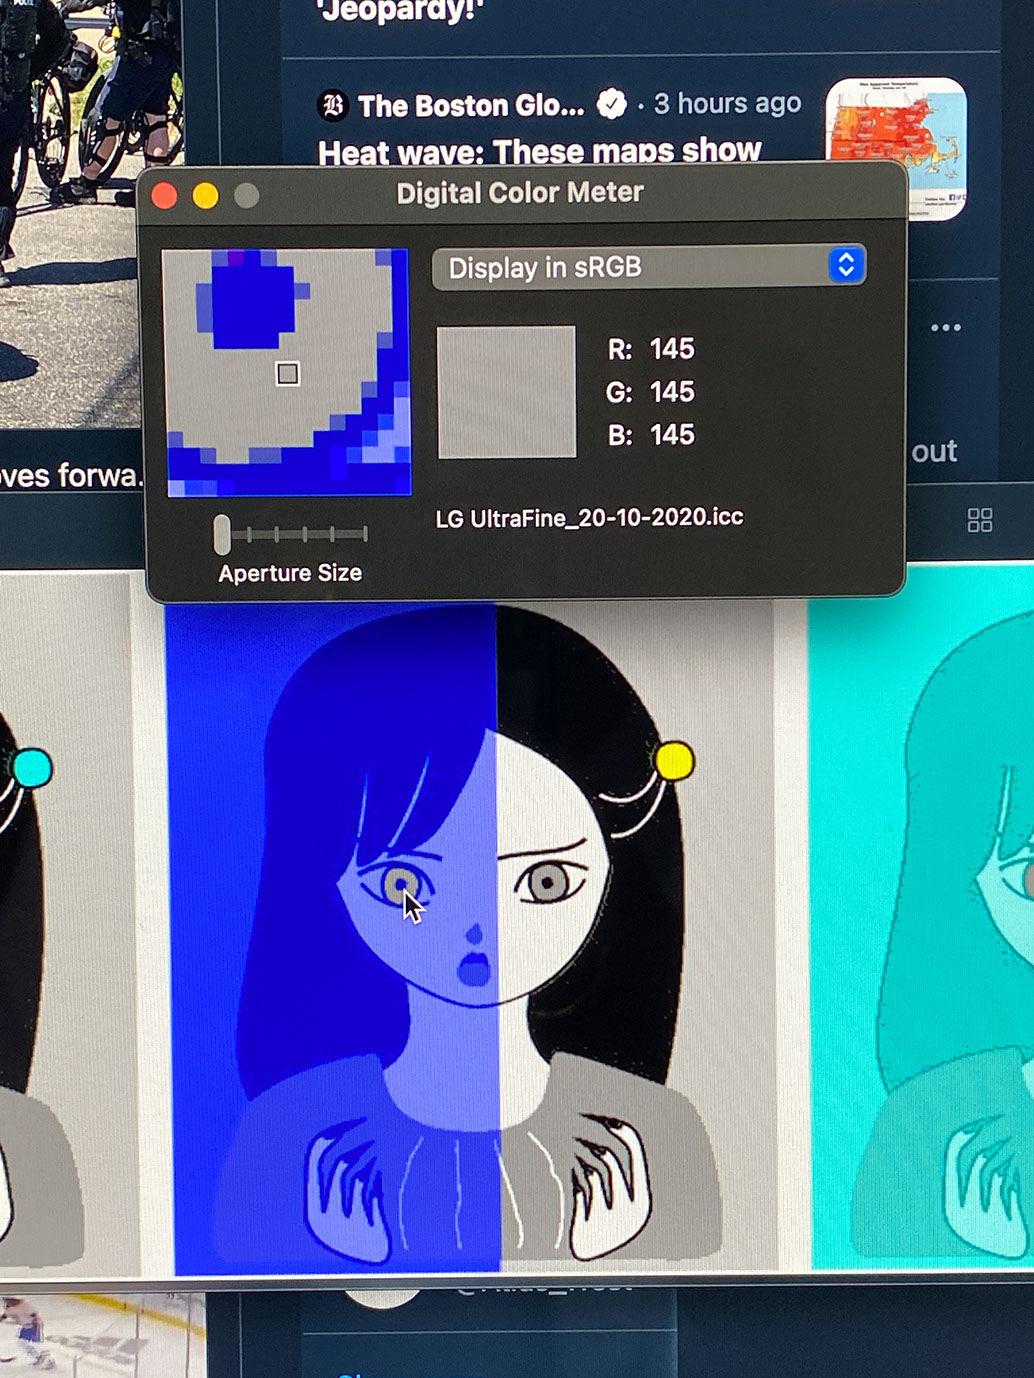 'Jeopardy!'
The Boston Glo... · 3 hours ago
Heat wave: These maps show
Digital Color Meter
Display in sRGB
R: 145
G: 145
B: 145
out
oves forwa...
LG UltraFine_20-10-2020.icc
Aperture Size